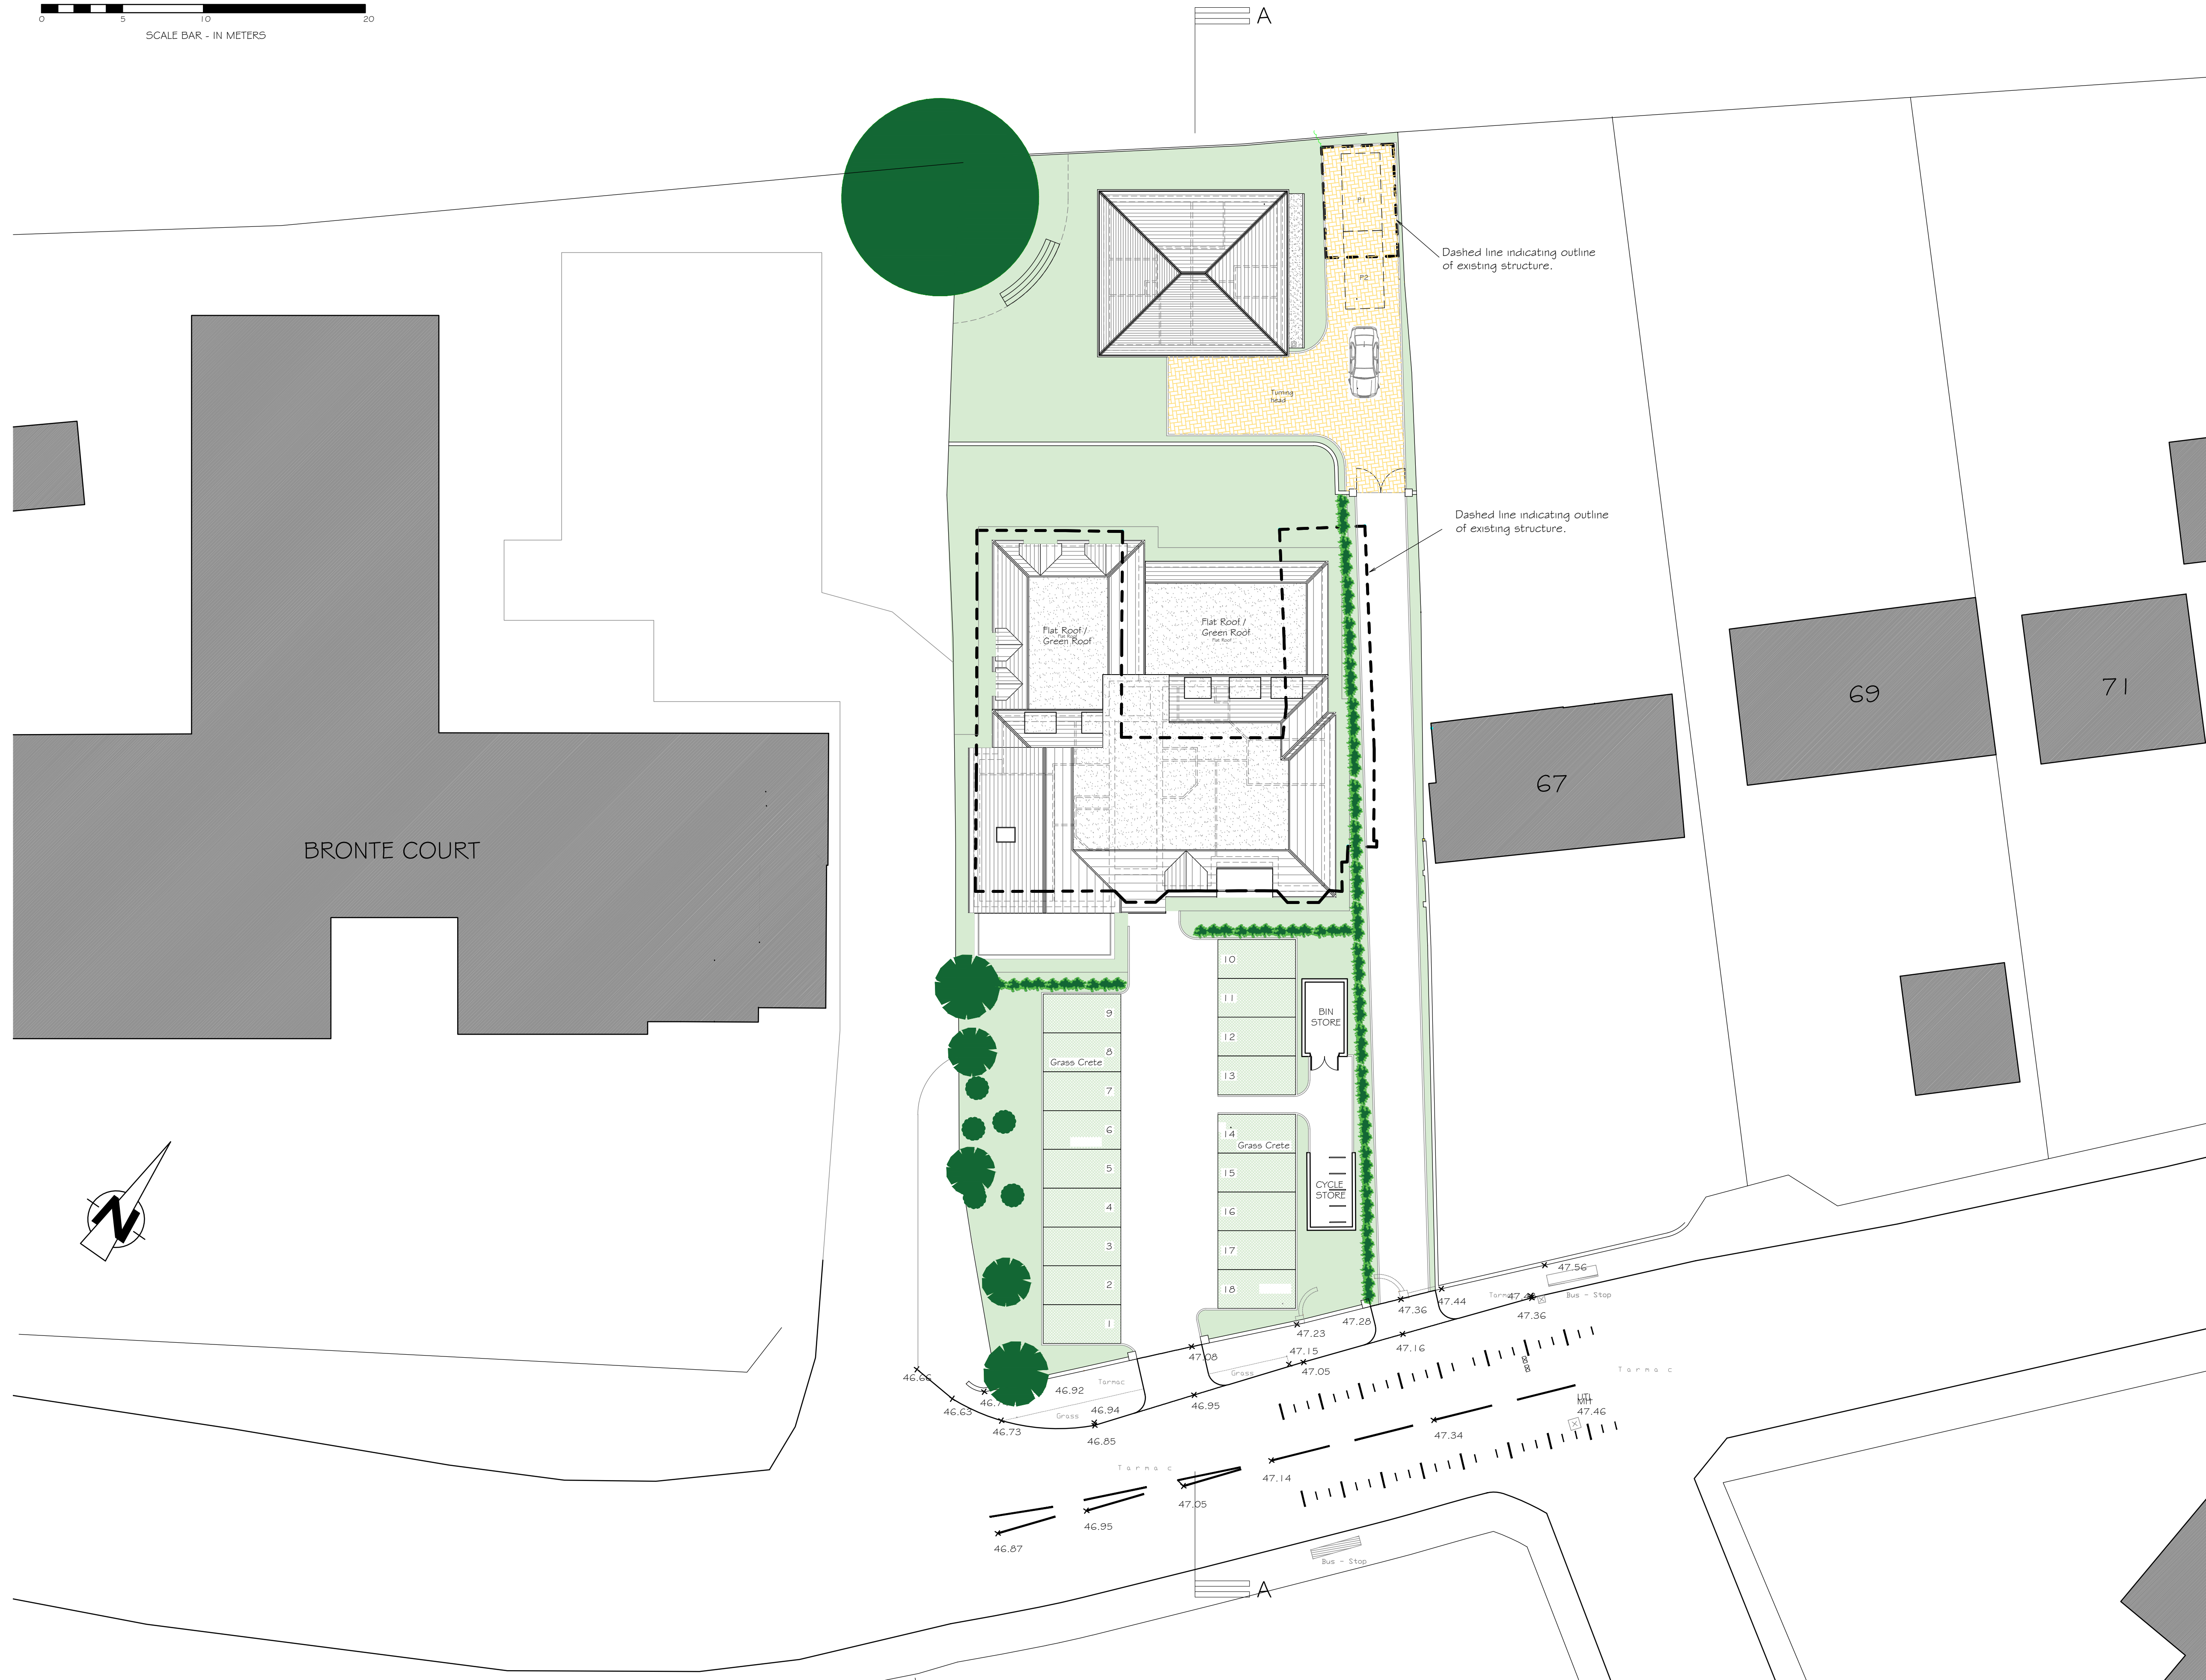 0 5 10 20
SCALE BAR - IN METERS
A
P1
Dashed line indicating outline
of existing structure.
P2
Turning
head
Dashed line indicating outline
of existing structure.
Flat Roof /
Green Roof
Flat Roof /
Green Roof
Flat Roof
69
71
67
BRONTE COURT
10
11
12
13
BIN
STORE
9
8
Grass Crete
7
6
5
4
3
2
1
14
Grass Crete
15
16
17
18
CYCLE
STORE
N
47.56
47.44
Bus - Stop
47.36
47.36
47.28
47.23
47.16
47.15
47.05
47.08
Grass
46.66
46.92
Tarmac
46.63
46.73
Grass
46.94
46.95
46.85
Tarmac
MH
47.46
47.34
47.14
Tarmac
47.05
46.95
46.87
Bus - Stop
A